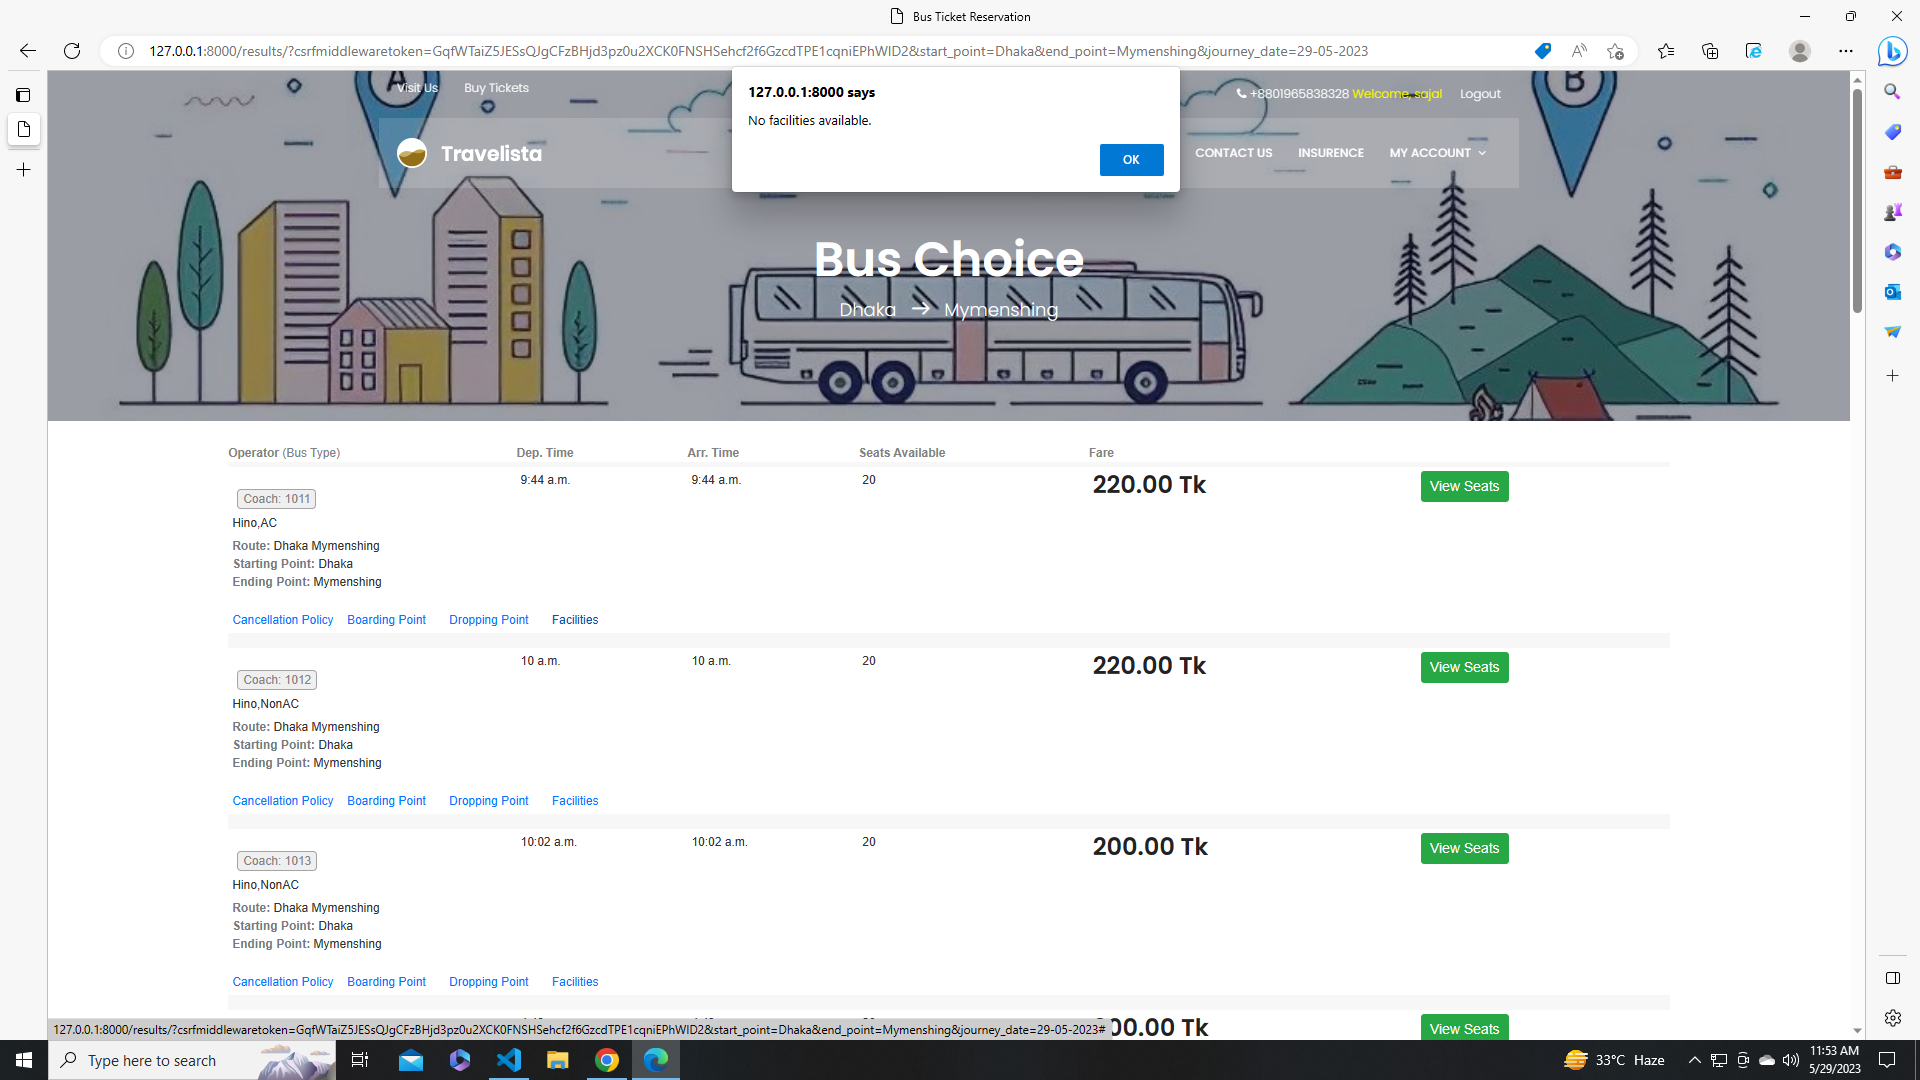 Bus Ticket Reservation
127.0.0.1:8000/results/?csrfmiddlewaretoken=GqfWTaiZ5JESsQJgCFzBHjd3pz0u2XCK0FNSHSehcf2f6GzcdTPE1cqniEPhWID2&start_point=Dhaka&end_point=Mymenshing&journey_date=29-05-2023
A
B
Visit Us Buy Tickets
+8801965838328 Welcome, sajal Logout
127.0.0.1:8000 says
No facilities available.
OK
Travelista
CONTACT US INSURENCE MY ACCOUNT
Bus Choice
Dhaka → Mymenshing
Operator (Bus Type) Dep. Time Arr. Time Seats Available Fare
9:44 a.m. 9:44 a.m. 20 220.00 Tk View Seats
Coach: 1011
Hino,AC
Route: Dhaka Mymenshing
Starting Point: Dhaka
Ending Point: Mymenshing
Cancellation Policy Boarding Point Dropping Point Facilities
10 a.m. 10 a.m. 20 220.00 Tk View Seats
Coach: 1012
Hino,NonAC
Route: Dhaka Mymenshing
Starting Point: Dhaka
Ending Point: Mymenshing
Cancellation Policy Boarding Point Dropping Point Facilities
10:02 a.m. 10:02 a.m. 20 200.00 Tk View Seats
Coach: 1013
Hino,NonAC
Route: Dhaka Mymenshing
Starting Point: Dhaka
Ending Point: Mymenshing
Cancellation Policy Boarding Point Dropping Point Facilities
00.00 Tk View Seats
127.0.0.1:8000/results/?csrfmiddlewaretoken=GqfWTaiZ5JESsQJgCFzBHjd3pz0u2XCK0FNSHSehcf2f6GzcdTPE1cqniEPhWID2&start_point=Dhaka&end_point=Mymenshing&journey_date=29-05-2023#
Type here to search
33°C Haze
11:53 AM
5/29/2023